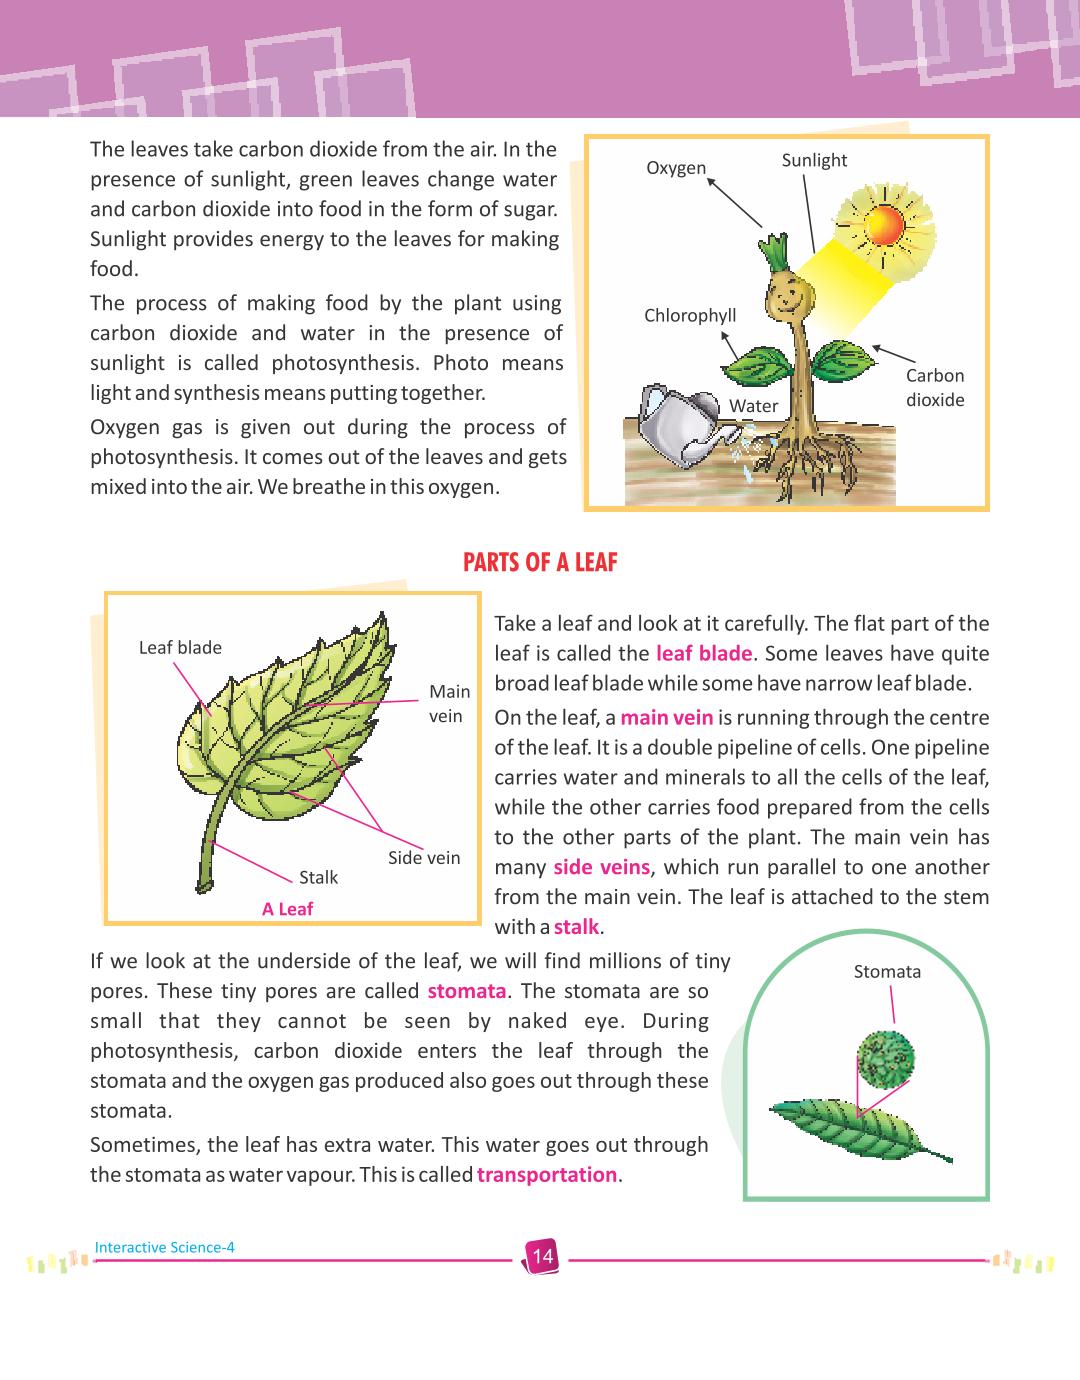 The leaves take carbon dioxide from the air. In the
presence of sunlight, green leaves change water
and carbon dioxide into food in the form of sugar.
Sunlight provides energy to the leaves for making
food.
The process of making food by the plant using
carbon dioxide and water in the presence of
sunlight is called photosynthesis. Photo means
light and synthesis means putting together.
Oxygen gas is given out during the process of
photosynthesis. It comes out of the leaves and gets
mixed into the air. We breathe in this oxygen.
Oxygen
Sunlight
Chlorophyll
Carbon
dioxide
Water
PARTS OF A LEAF
Leaf blade
Main
vein
Side vein
Stalk
A Leaf
Take a leaf and look at it carefully. The flat part of the
leaf is called the leaf blade. Some leaves have quite
broad leaf blade while some have narrow leaf blade.
On the leaf, a main vein is running through the centre
of the leaf. It is a double pipeline of cells. One pipeline
carries water and minerals to all the cells of the leaf,
while the other carries food prepared from the cells
to the other parts of the plant. The main vein has
many side veins, which run parallel to one another
from the main vein. The leaf is attached to the stem
with a stalk.
If we look at the underside of the leaf, we will find millions of tiny
pores. These tiny pores are called stomata. The stomata are so
small that they cannot be seen by naked eye. During
photosynthesis, carbon dioxide enters the leaf through the
stomata and the oxygen gas produced also goes out through these
stomata.
Sometimes, the leaf has extra water. This water goes out through
the stomata as water vapour. This is called transportation.
Stomata
Interactive Science-4
14